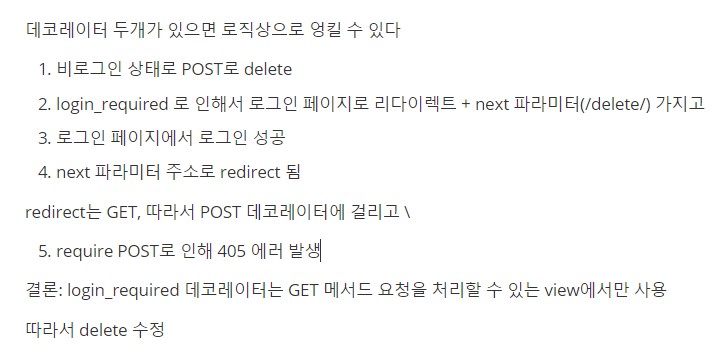 데코레이터 두개가 있으면 로직상으로 엉킬 수 있다
1. 비로그인 상태로 POST로 delete
2. login_required 로 인해서 로그인 페이지로 리다이렉트 + next 파라미터(/delete/) 가지고
3. 로그인 페이지에서 로그인 성공
4. next 파라미터 주소로 redirect 됨
redirect는 GET, 따라서 POST 데코레이터에 걸리고 \
5. require POST로 인해 405 에러 발생
결론: login_required 데코레이터는 GET 메서드 요청을 처리할 수 있는 view에서만 사용
따라서 delete 수정